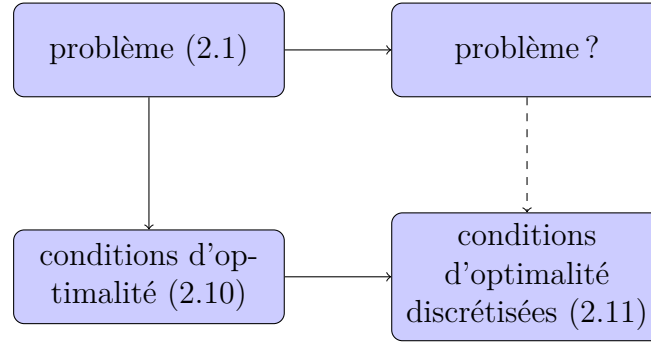 problème (2.1)
problème ?
conditions d'op-
timalité (2.10)
conditions
d'optimalité
discrétisées (2.11)